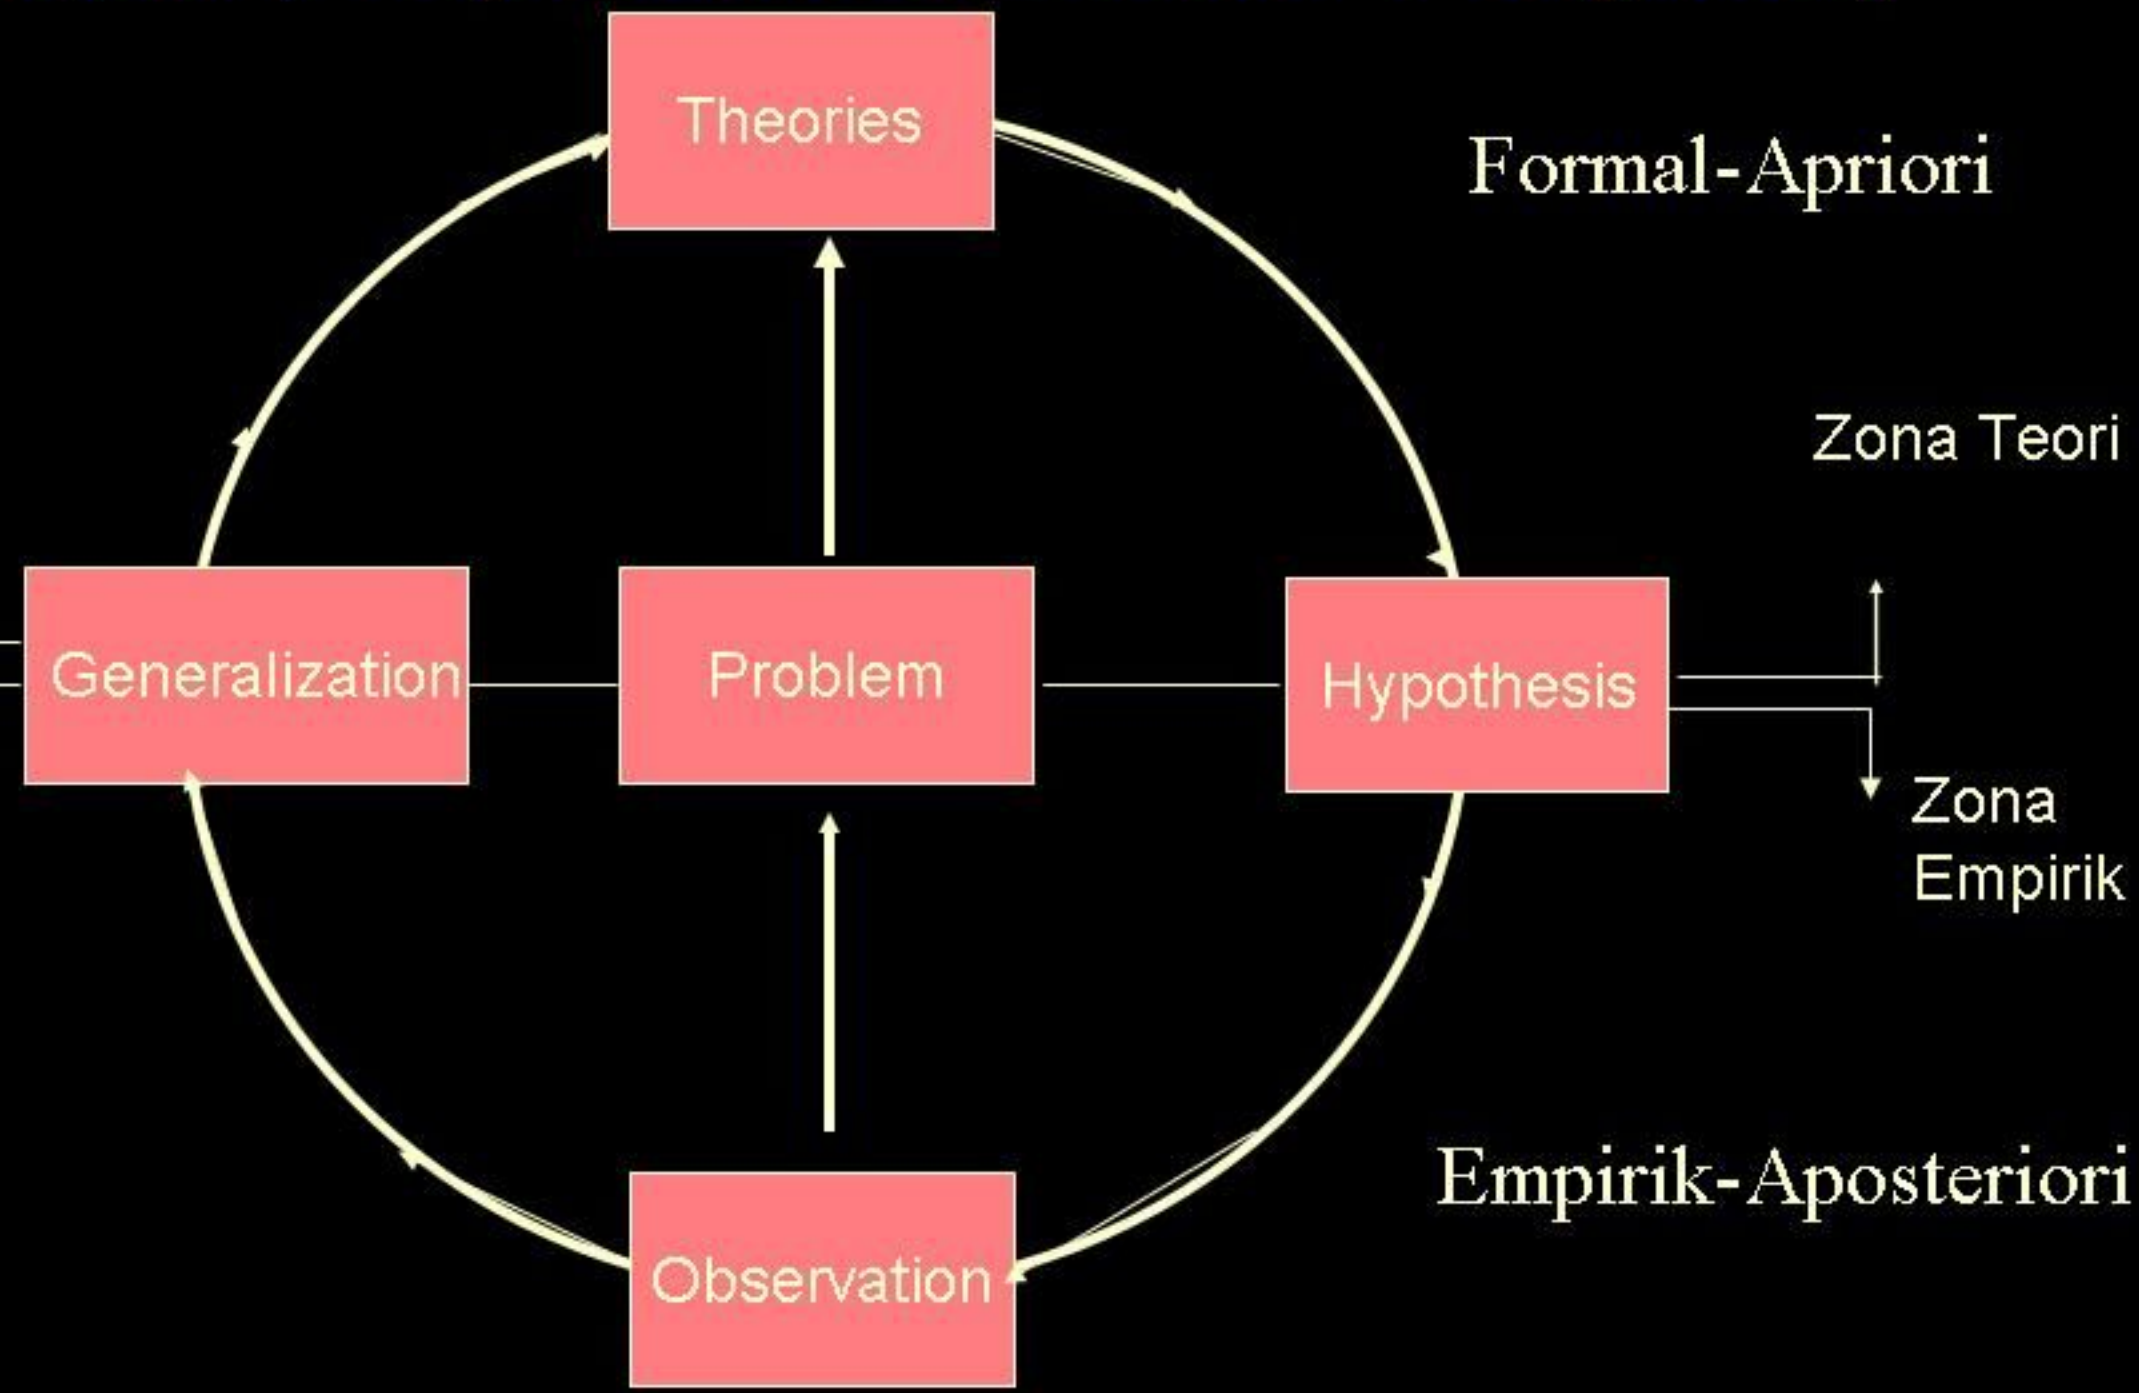 Theories
Formal-Apriori
Zona Teori
Generalization
Problem
Hypothesis
Zona
Empirik
Empirik-Aposteriori
Observation